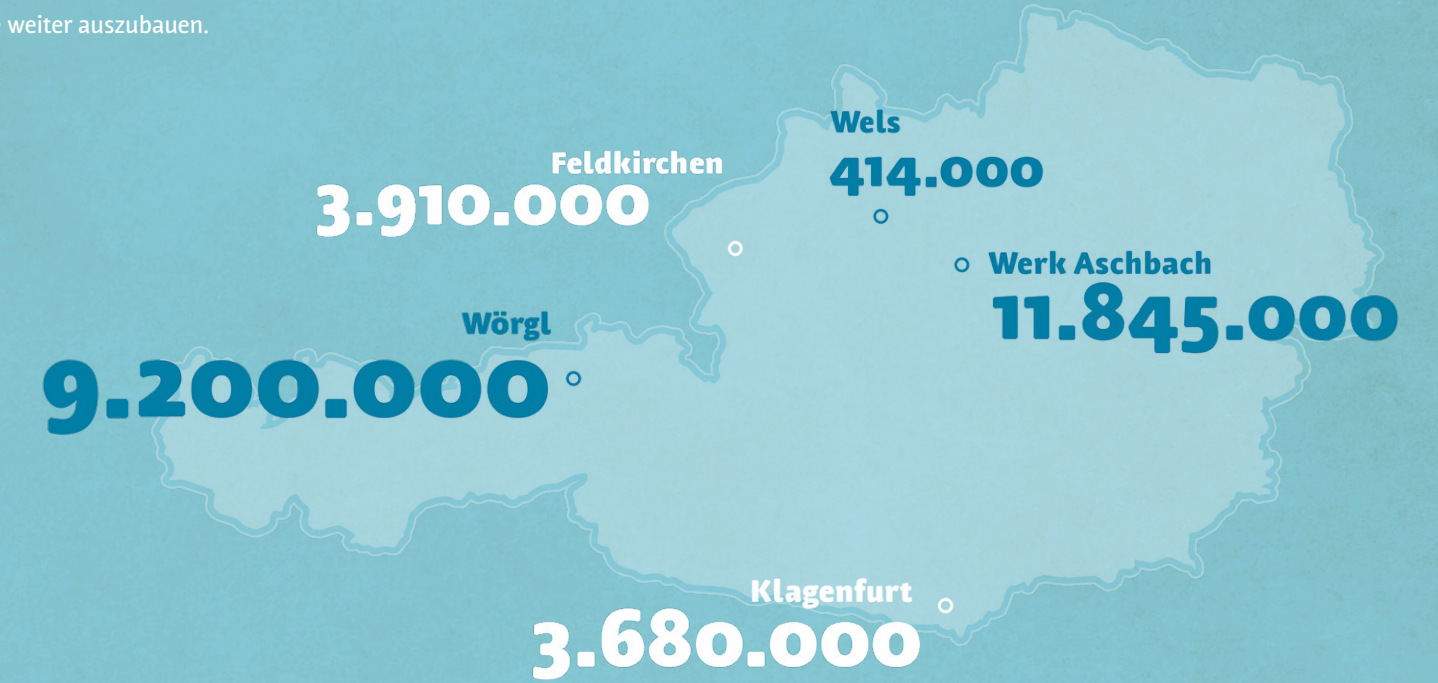 weiter auszubauen.
Wels
414.000
Feldkirchen
3.910.000
Werk Aschbach
11.845.000
Wörgl
9.200.000
Klagenfurt
3.680.000